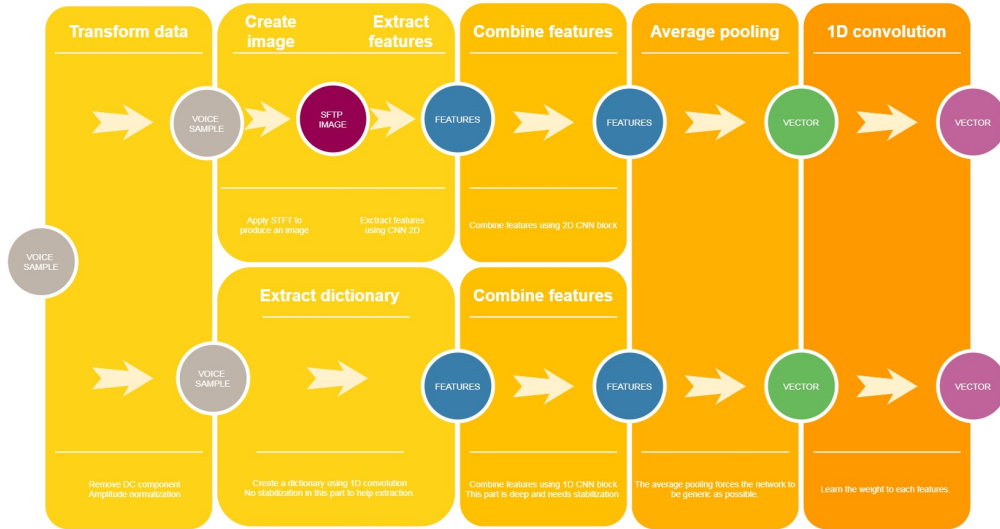 Transform data
Create
image
Extract
features
Combine features
Average pooling
1D convolution
VOICE
SAMPLE
SFTP
IMAGE
FEATURES
FEATURES
VECTOR
VECTOR
Apply STFT to
produce an image
Exctract features
using CNN 2D
Combine features using 2D CNN block
VOICE
SAMPLE
Extract dictionary
Combine features
VOICE
SAMPLE
FEATURES
FEATURES
VECTOR
VECTOR
Remove DC component
Amplitude normalization
Create a dictionary using 1D convolution
No stabilization in this part to help extraction.
Combine features using 1D CNN block
This part is deep and needs stabilization
The average pooling forces the network to
be generic as possible.
Learn the weight to each features.